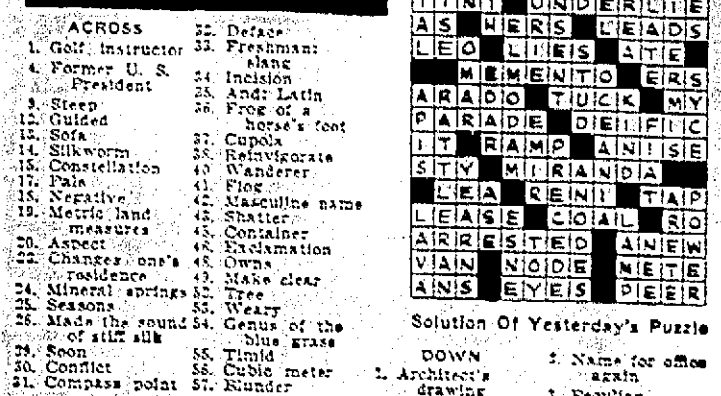 ACROSS
1. Golf instructor
4. Former U. S.
President
9. Steep
12. Guided
13. Sofa
14. Silkworm
15. Constellation
17. Pale
18. Negative
19. Metric land
measures
20. Aspect
22. Changes one's
residence
24. Mineral springs
25. Seasons
26. Made the sound
of stiff silk
29. Soon
30. Conflict
31. Compass point
32. Deface
33. Freshman:
slang
34. Incision
35. And: Latin
36. Frog of a
horse's foot
37. Cupola
38. Reinvigorate
40. Wanderer
41. Flog
42. Masculine name
43. Shatter
45. Container
46. Exclamation
48. Owns
49. Make clear
52. Tree
53. Weary
54. Genus of the
blue grass
55. Timid
56. Cubic meter
57. Blunder
UNDERLIE
AS HERS LEADS
LEO LIES ATE
MEMENTO ERS
ARADO TUCK MY
PARADE DEIFIC
IT RAMP ANISE
STY MIRANDA
LEA RENI TAP
LEASE COAL RO
ARRESTED ANEW
VAN NODE METE
ANS EYES PEER
Solution Of Yesterday's Puzzle
DOWN
1. Architect's
drawing
2. Name for office
again
3. Peculiar